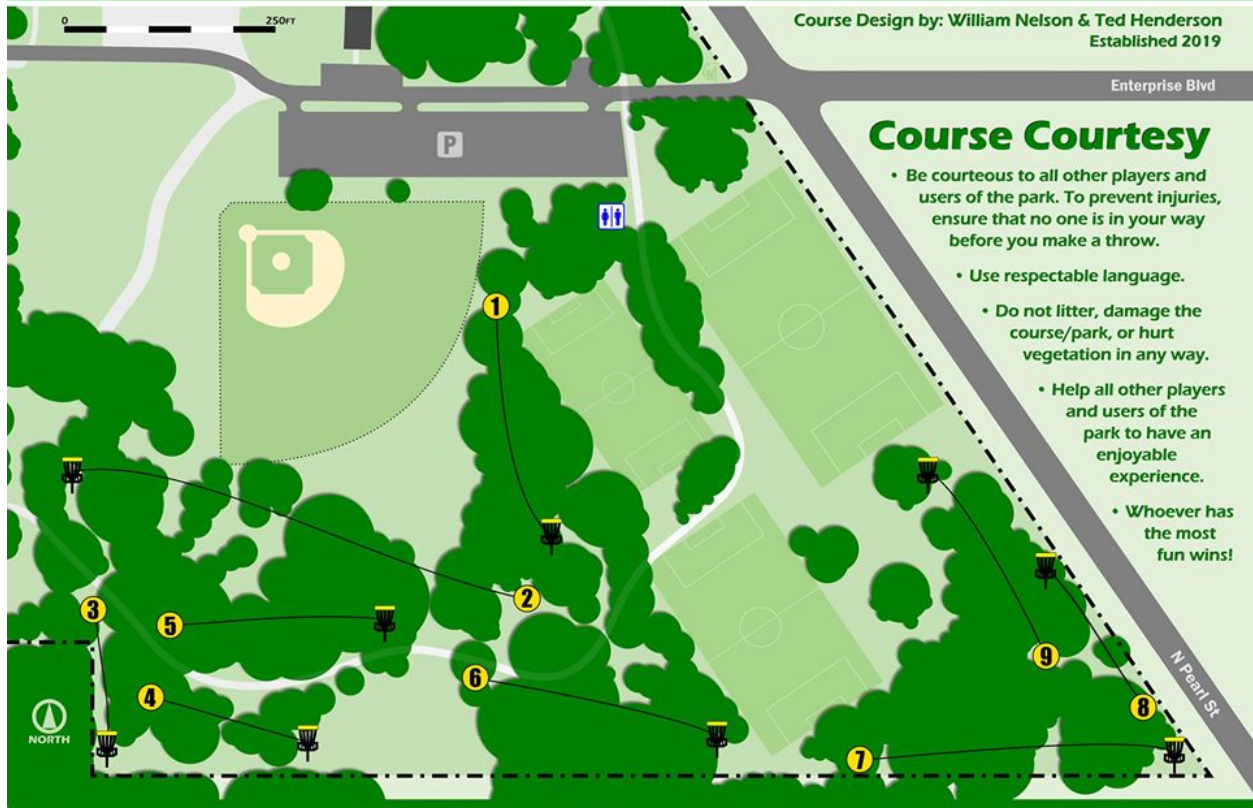 0 250FT
Course Design by: William Nelson & Ted Henderson
Established 2019
Enterprise Blvd
P
Course Courtesy
• Be courteous to all other players and
users of the park. To prevent injuries,
ensure that no one is in your way
before you make a throw.
• Use respectable language.
• Do not litter, damage the
course/park, or hurt
vegetation in any way.
• Help all other players
and users of the
park to have an
enjoyable
experience.
• Whoever has
the most
fun wins!
1
2
3
5
4
6
9
8
7
N Pearl St
NORTH